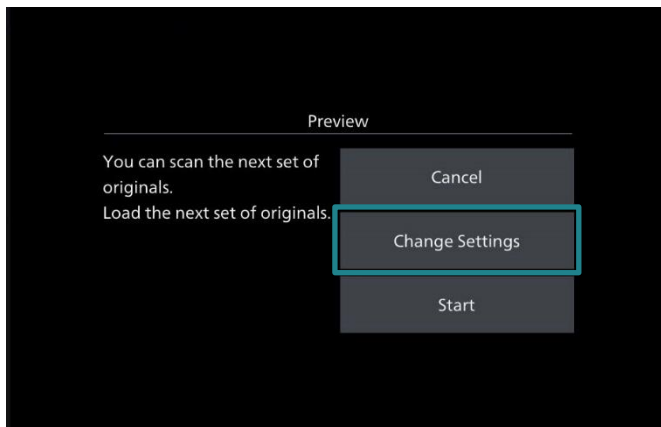 Preview
You can scan the next set of
originals.
Load the next set of originals.
Cancel
Change Settings
Start